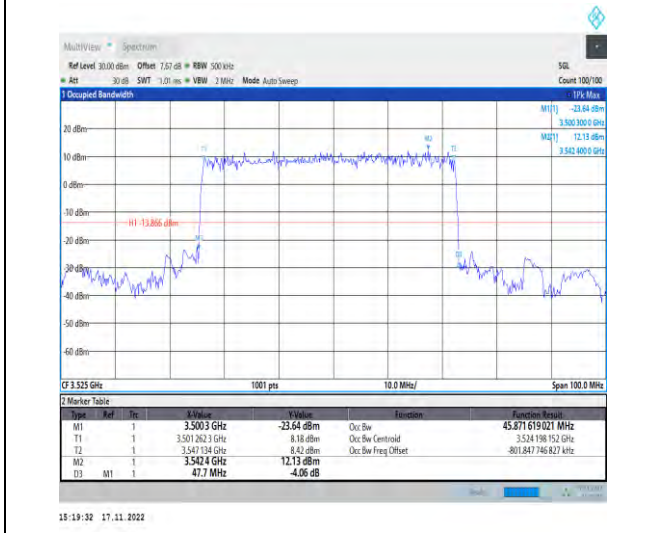 MultiView Spectrum
Ref Level 30.00 dBm Offset 7.67 dB RBW 500 kHz SGL
Att 30 dB SWT 1.01 ms VBW 2 MHz Mode Auto Sweep Count 100/100
1 Occupied Bandwidth 1Pk Max
M1[1] -23.64 dBm
3.500 300 0 GHz
M2[1] 12.13 dBm
3.542 400 0 GHz
20 dBm
M2
T1 T2
10 dBm
0 dBm
-10 dBm
H1 -13.866 dBm
-20 dBm
M1
D3
-30 dBm
-40 dBm
-50 dBm
-60 dBm
CF 3.525 GHz 1001 pts 10.0 MHz/ Span 100.0 MHz
2 Marker Table
Type Ref Trc X-Value Y-Value Function Function Result
M1 1 3.5003 GHz -23.64 dBm Occ Bw 45.871 619 021 MHz
T1 1 3.501 262 3 GHz 8.18 dBm Occ Bw Centroid 3.524 198 152 GHz
T2 1 3.547 134 GHz 8.42 dBm Occ Bw Freq Offset -801.847 746 827 kHz
M2 1 3.5424 GHz 12.13 dBm
D3 M1 1 47.7 MHz -4.06 dB
15:19:32 17.11.2022